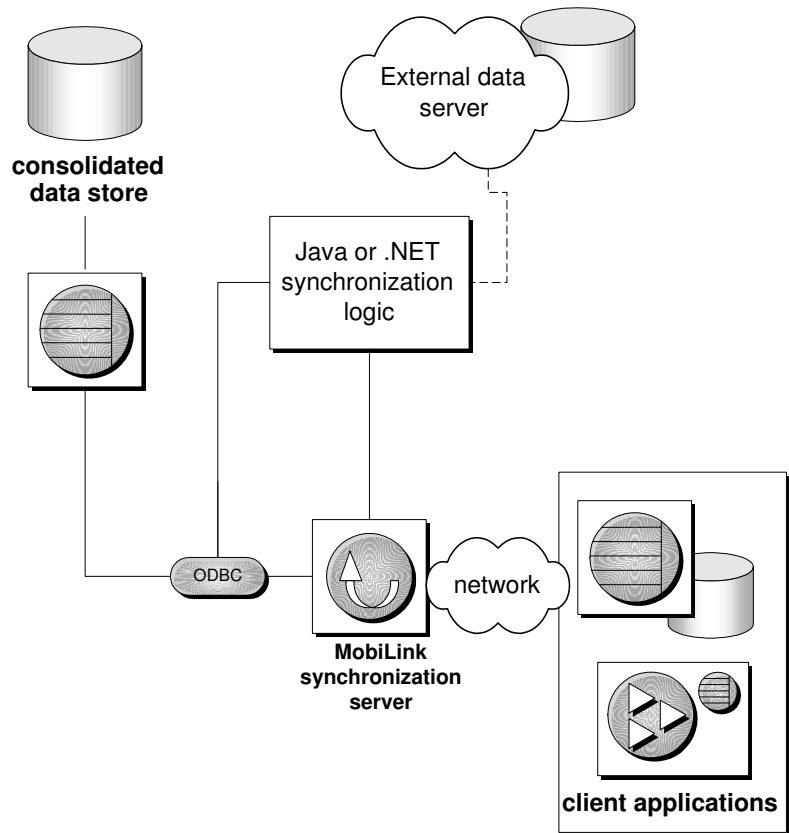 External data
server
consolidated
data store
Java or .NET
synchronization
logic
ODBC
network
MobiLink
synchronization
server
client applications